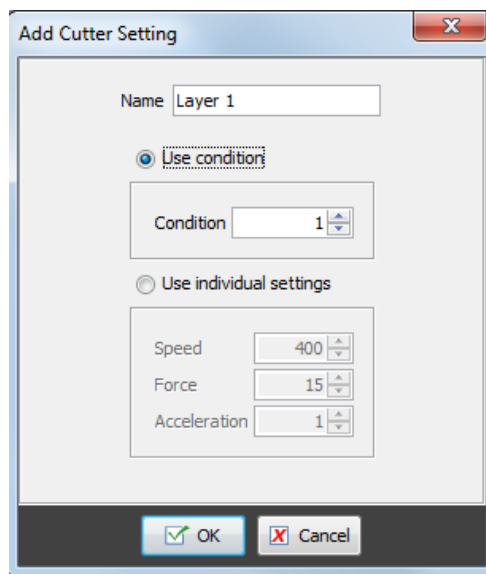 Add Cutter Setting
Name Layer 1
Use condition
Condition 1
Use individual settings
Speed 400
Force 15
Acceleration 1
OK Cancel